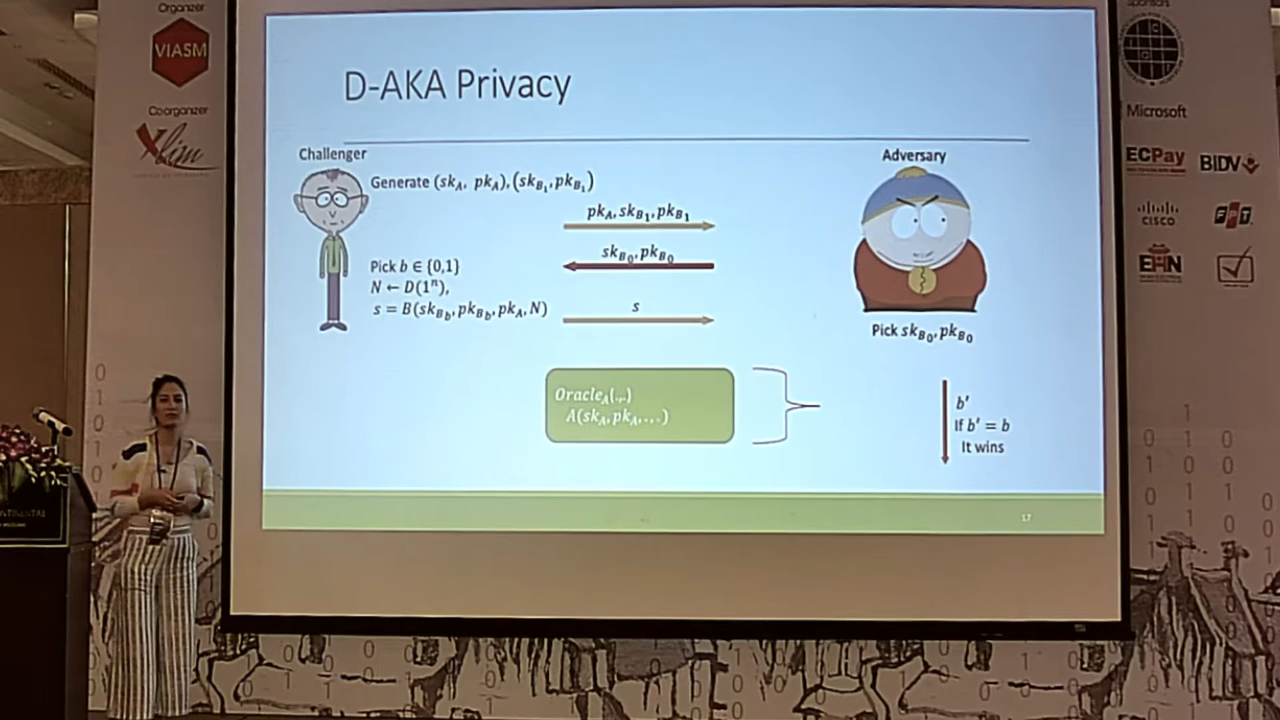 Organizer
VIASM
Coorganizer
Xlim
Sponsors
Microsoft
ECPay
BIDV
CISCO
FPT
D-AKA Privacy
Challenger
Adversary
Generate (sk_A, pk_A), (sk_{B_1}, pk_{B_1})
pk_A, sk_{B_1}, pk_{B_1}
sk_{B_0}, pk_{B_0}
Pick b ∈ {0,1}
N ← D(1^n),
s = B(sk_{B_b}, pk_{B_b}, pk_A, N)
s
Pick sk_{B_0}, pk_{B_0}
Oracle_A(.,.)
A(sk_A, pk_A, . , .)
b'
If b' = b
It wins
17